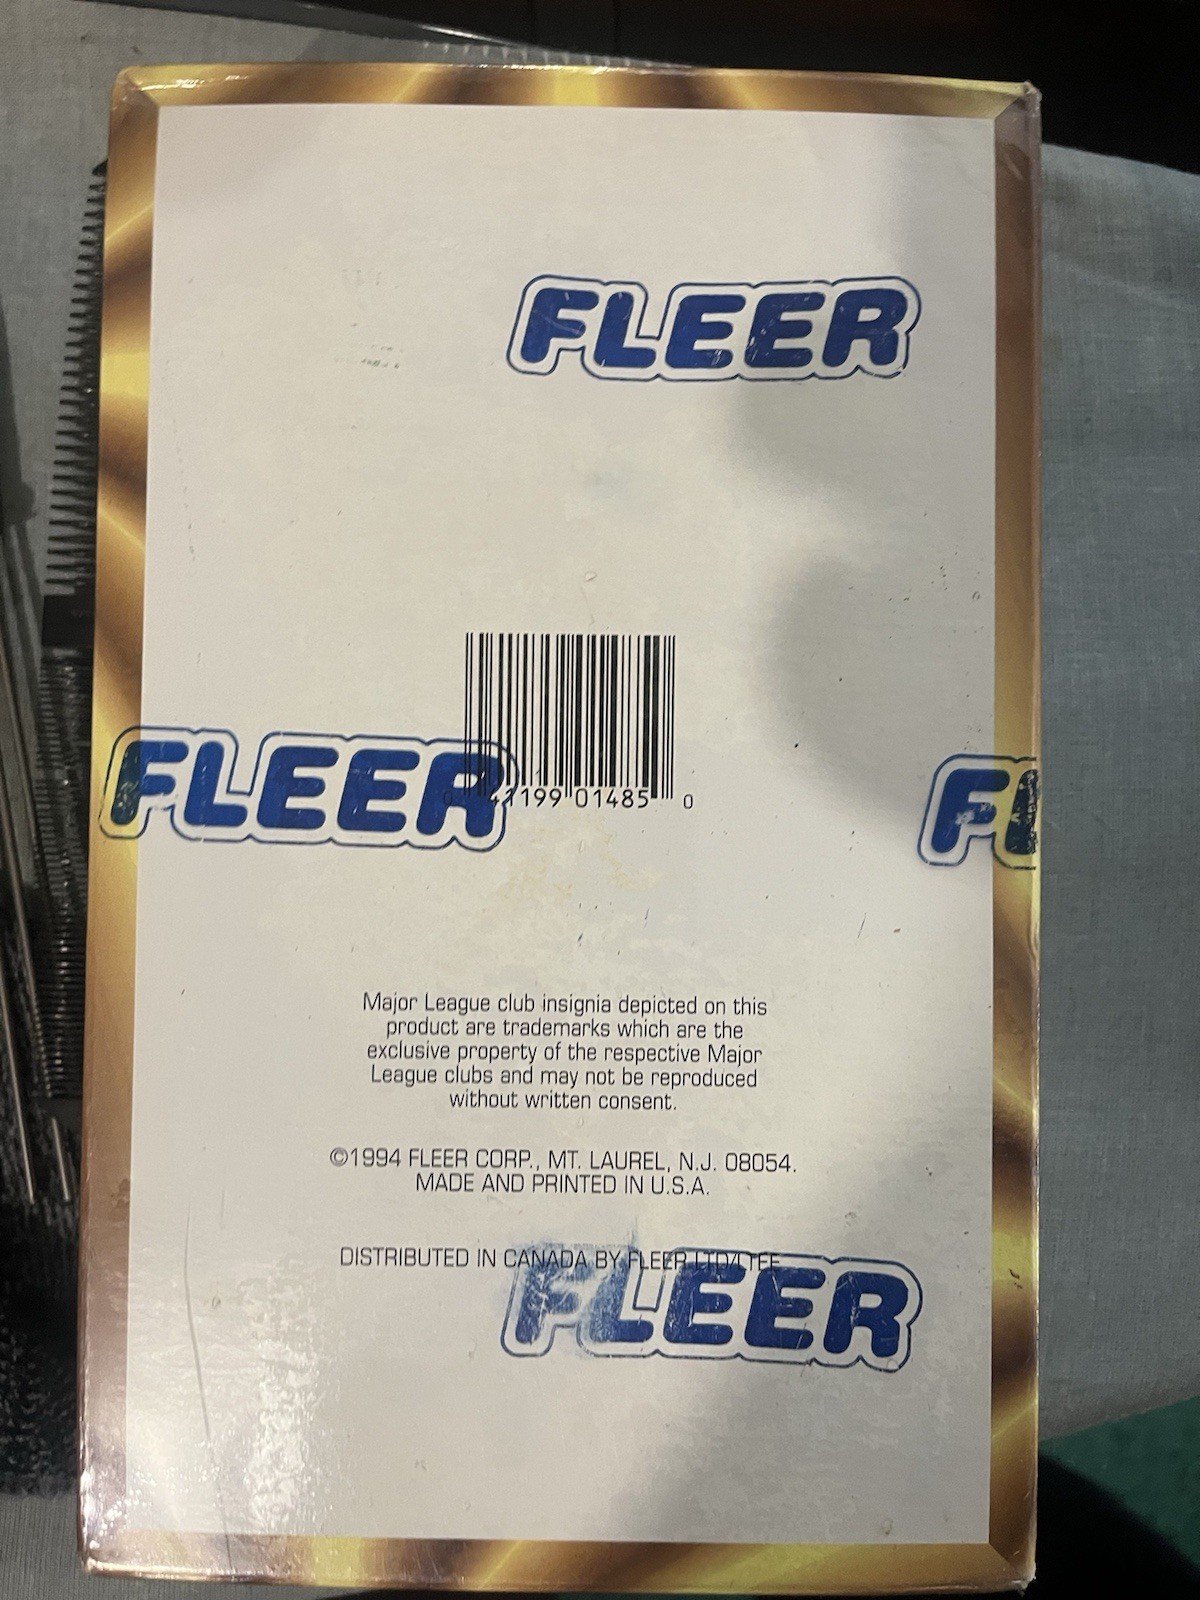 FLEER
FLEER
0 41199 01485 0
FL
Major League club insignia depicted on this
product are trademarks which are the
exclusive property of the respective Major
League clubs and may not be reproduced
without written consent.
©1994 FLEER CORP., MT. LAUREL, N.J. 08054.
MADE AND PRINTED IN U.S.A.
DISTRIBUTED IN CANADA BY FLEER LTD/LTEE
FLEER